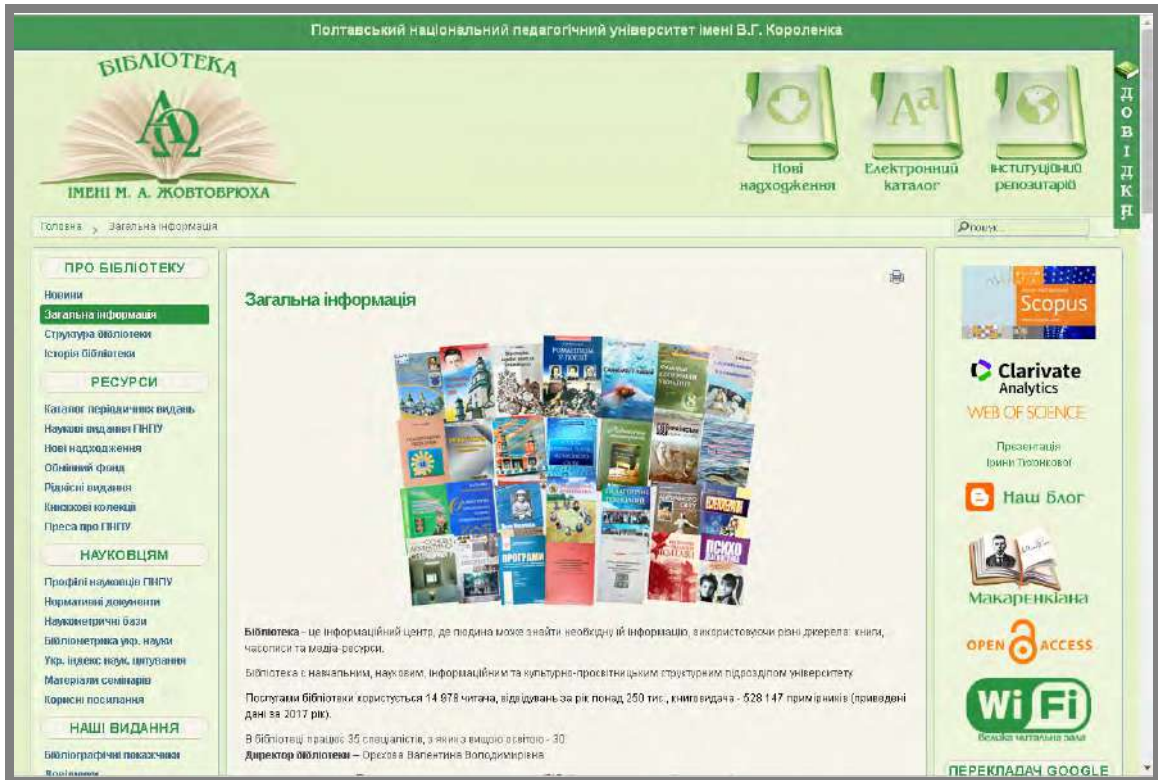 Полтавський національний педагогічний університет імені В.Г. Короленка
БІБЛІОТЕКА
ІМЕНІ М. А. ЖОВТОБРЮХА
Нові
надходження
Електронний
каталог
Інституційний
репозитарій
ДОВІДКИ
Головна > Загальна інформація
Пошук...
ПРО БІБЛІОТЕКУ
Новини
Загальна інформація
Структура бібліотеки
Історія бібліотеки
РЕСУРСИ
Каталог періодичних видань
Наукові видання ПНПУ
Нові надходження
Обмінний фонд
Рідкісні видання
Книжкові колекції
Преса про ПНПУ
НАУКОВЦЯМ
Профілі науковців ПНПУ
Нормативні документи
Наукометричні бази
Бібліометрика укр. науки
Укр. індекс наук. цитування
Матеріали семінарів
Корисні посилання
НАШІ ВИДАННЯ
Бібліографічні покажчики
Загальна інформація
Бібліотека - це інформаційний центр, де людина може знайти необхідну їй інформацію, використовуючи різні джерела: книги,
часописи та медіа-ресурси.
Бібліотека є навчальним, науковим, інформаційним та культурно-просвітницьким структурним підрозділом університету.
Послугами бібліотеки користується 14 978 читача, відвідувань за рік понад 250 тис., книговидача - 528 147 примірників (приведені
дані за 2017 рік).
В бібліотеці працює 35 спеціалістів, з яких з вищою освітою - 30.
Директор бібліотеки – Орєхова Валентина Володимирівна
Scopus
Clarivate
Analytics
WEB OF SCIENCE
Презентація
Ірини Тихонкової
Наш Блог
Макаренкіана
OPEN ACCESS
WiFi
Велика читальна зала
ПЕРЕКЛАДАЧ GOOGLE